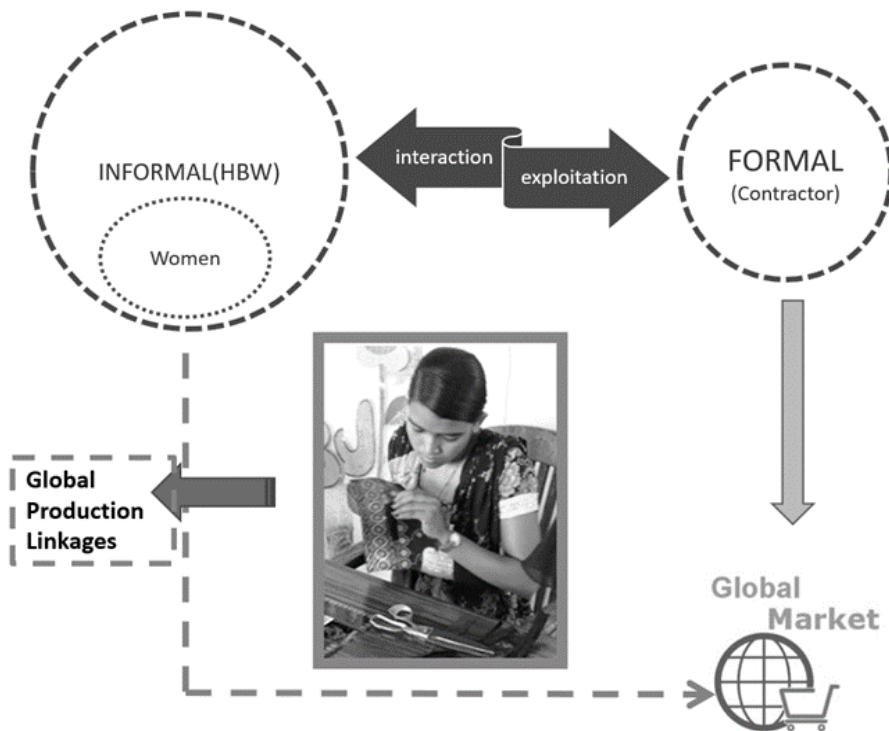 INFORMAL(HBW)
Women
interaction
exploitation
FORMAL
(Contractor)
Global
Production
Linkages
Global
Market